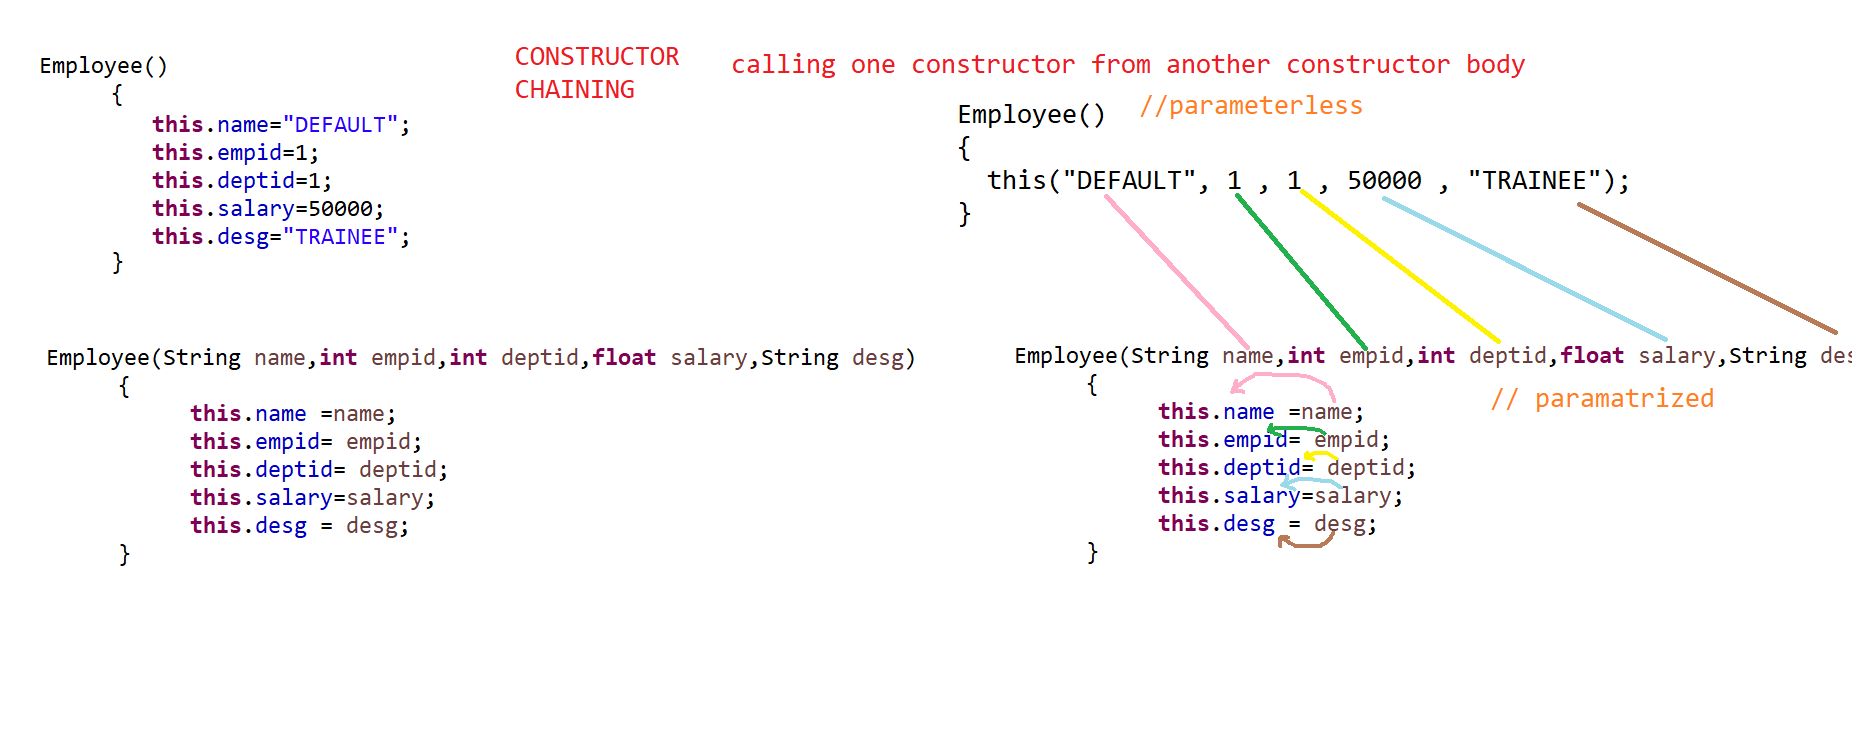 Employee()
{
this.name="DEFAULT";
this.empid=1;
this.deptid=1;
this.salary=50000;
this.desg="TRAINEE";
}
Employee(String name,int empid,int deptid,float salary,String desg)
{
this.name =name;
this.empid= empid;
this.deptid= deptid;
this.salary=salary;
this.desg = desg;
}
CONSTRUCTOR
CHAINING
calling one constructor from another constructor body
Employee() //parameterless
{
this("DEFAULT", 1 , 1 , 50000 , "TRAINEE");
}
Employee(String name,int empid,int deptid,float salary,String des
{
// paramatrized
this.name =name;
this.empid= empid;
this.deptid= deptid;
this.salary=salary;
this.desg = desg;
}